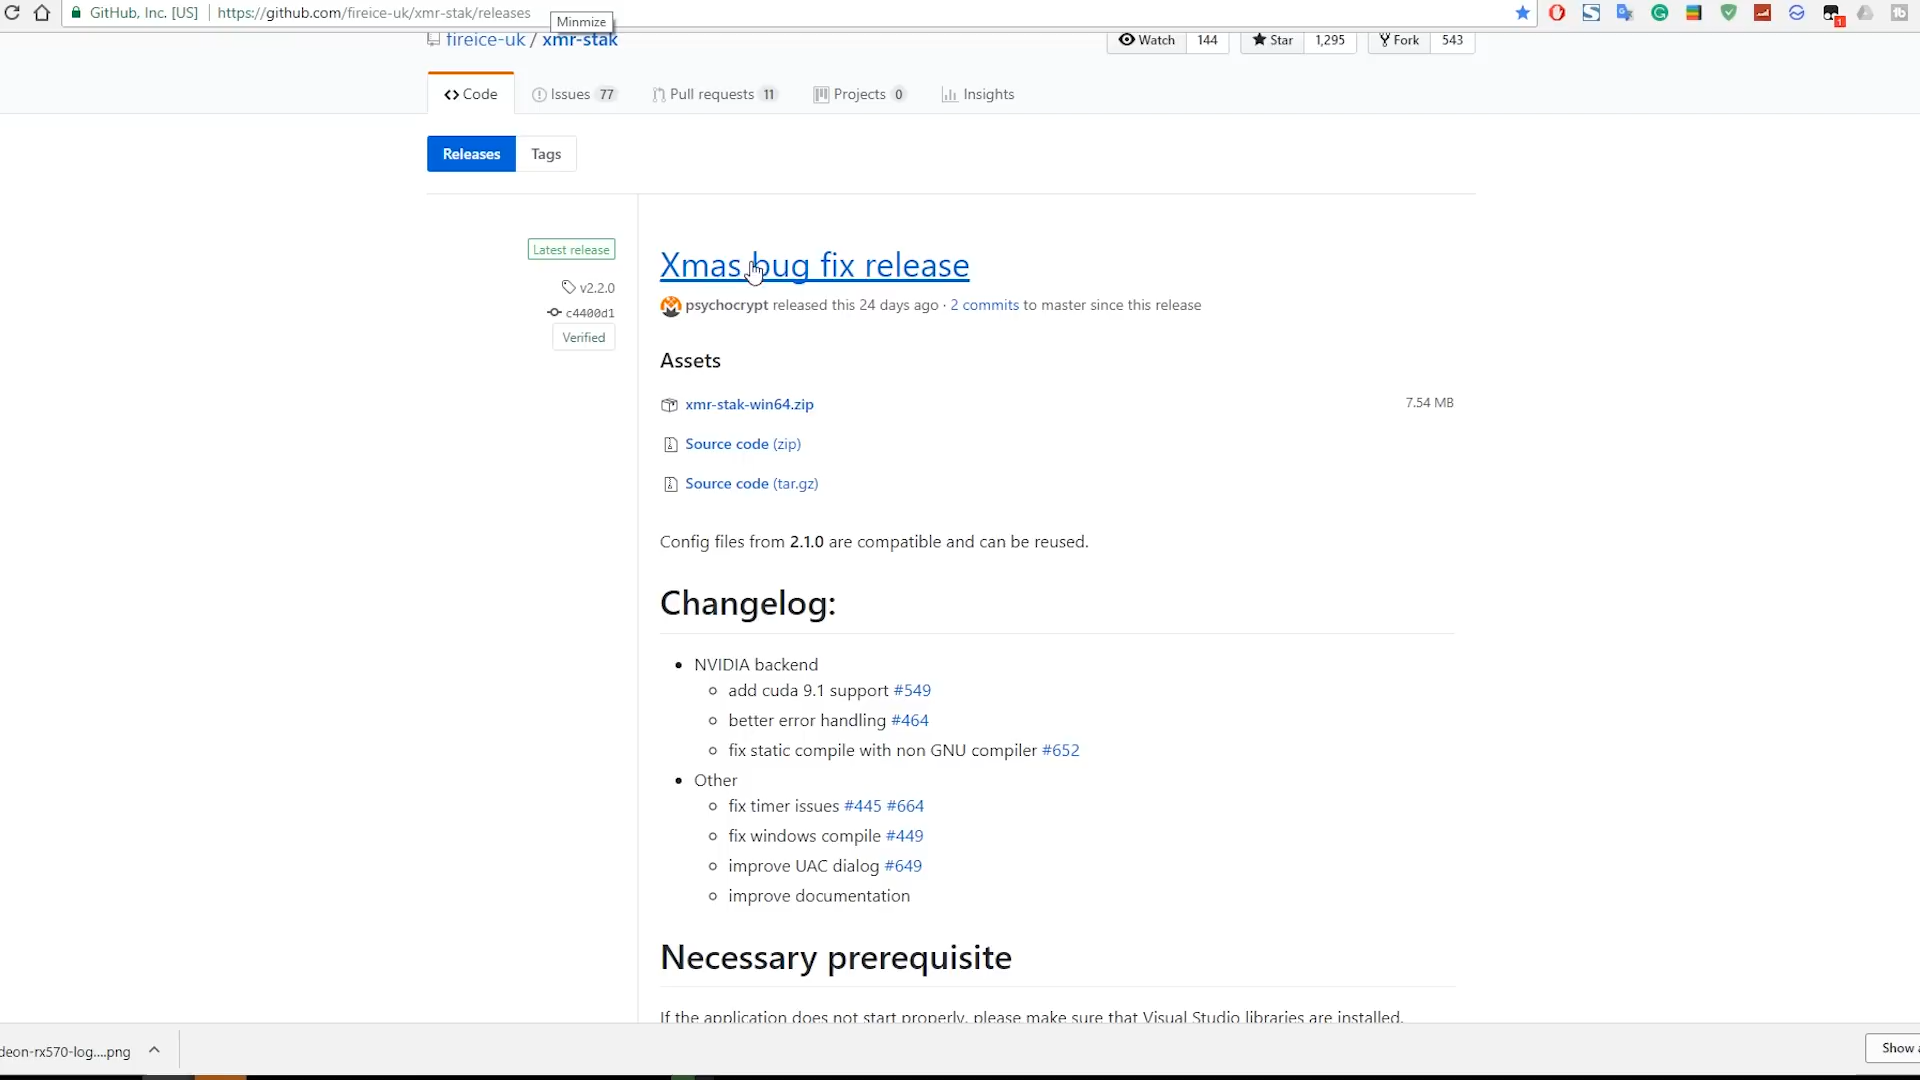 GitHub, Inc. [US] https://github.com/fireice-uk/xmr-stak/releases
Minmize
fireice-uk / xmr-stak
Watch 144 Star 1,295 Fork 543
Code Issues 77 Pull requests 11 Projects 0 Insights
Releases Tags
Latest release
Xmas bug fix release
v2.2.0
psychocrypt released this 24 days ago · 2 commits to master since this release
c4400d1
Verified
Assets
xmr-stak-win64.zip 7.54 MB
Source code (zip)
Source code (tar.gz)
Config files from 2.1.0 are compatible and can be reused.
Changelog:
NVIDIA backend
add cuda 9.1 support #549
better error handling #464
fix static compile with non GNU compiler #652
Other
fix timer issues #445 #664
fix windows compile #449
improve UAC dialog #649
improve documentation
Necessary prerequisite
If the application does not start properly, please make sure that Visual Studio libraries are installed.
deon-rx570-log....png
Show a